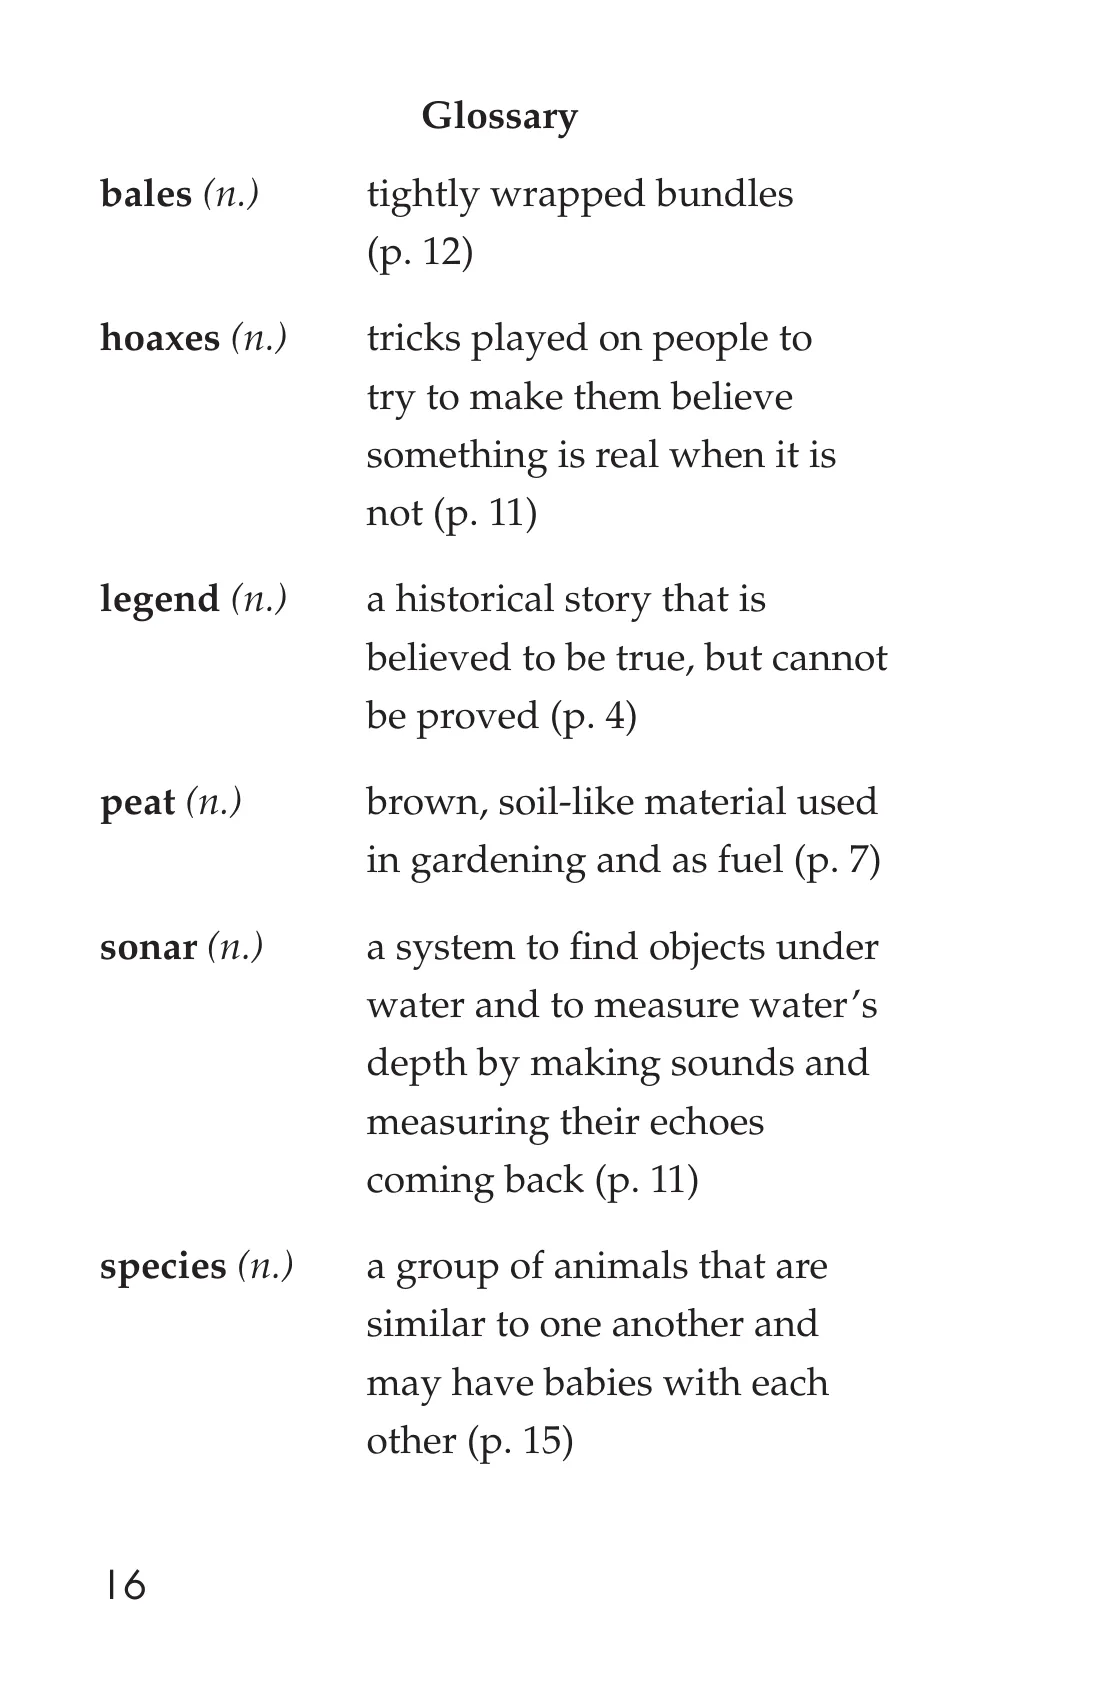 Glossary
bales (n.) tightly wrapped bundles
(p. 12)
hoaxes (n.) tricks played on people to
try to make them believe
something is real when it is
not (p. 11)
legend (n.) a historical story that is
believed to be true, but cannot
be proved (p. 4)
peat (n.) brown, soil-like material used
in gardening and as fuel (p. 7)
sonar (n.) a system to find objects under
water and to measure water’s
depth by making sounds and
measuring their echoes
coming back (p. 11)
species (n.) a group of animals that are
similar to one another and
may have babies with each
other (p. 15)
16